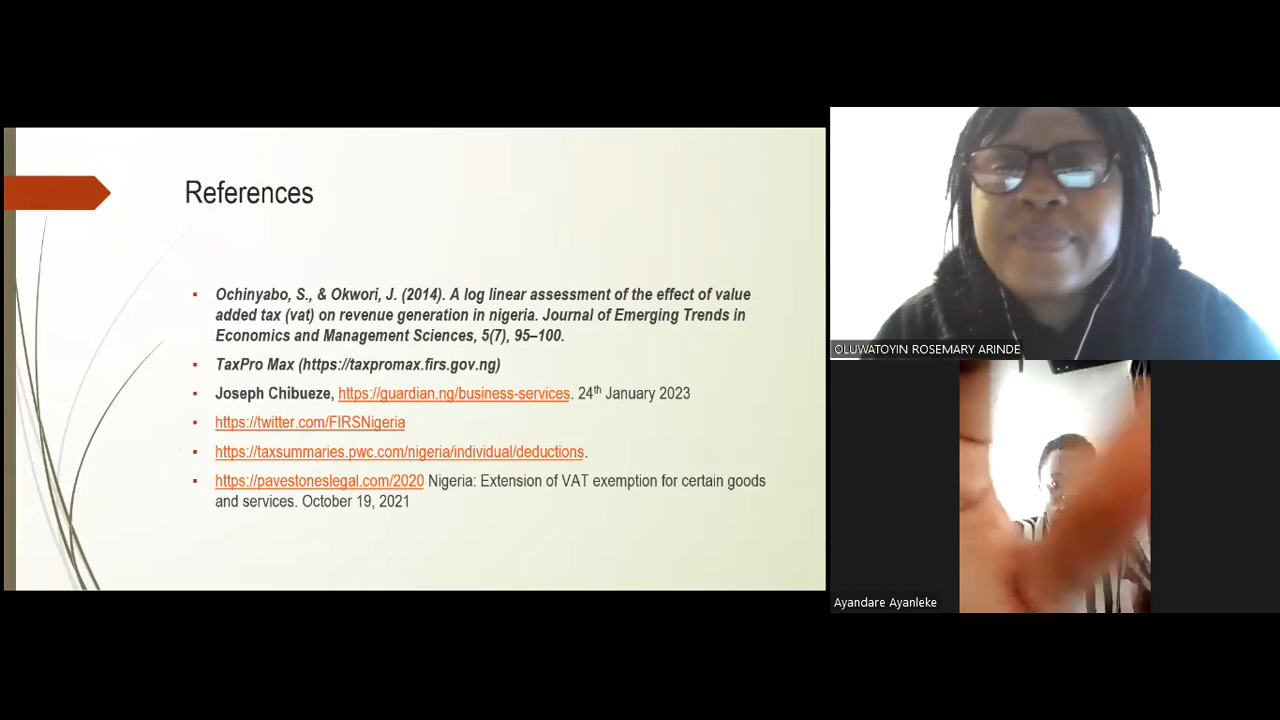 References
Ochinyabo, S., & Okwori, J. (2014). A log linear assessment of the effect of value
added tax (vat) on revenue generation in nigeria. Journal of Emerging Trends in
Economics and Management Sciences, 5(7), 95–100.
TaxPro Max (https://taxpromax.firs.gov.ng)
Joseph Chibueze, https://guardian.ng/business-services. 24th January 2023
https://twitter.com/FIRSNigeria
https://taxsummaries.pwc.com/nigeria/individual/deductions.
https://pavestoneslegal.com/2020 Nigeria: Extension of VAT exemption for certain goods
and services. October 19, 2021
OLUWATOYIN ROSEMARY ARINDE
Ayandare Ayanleke